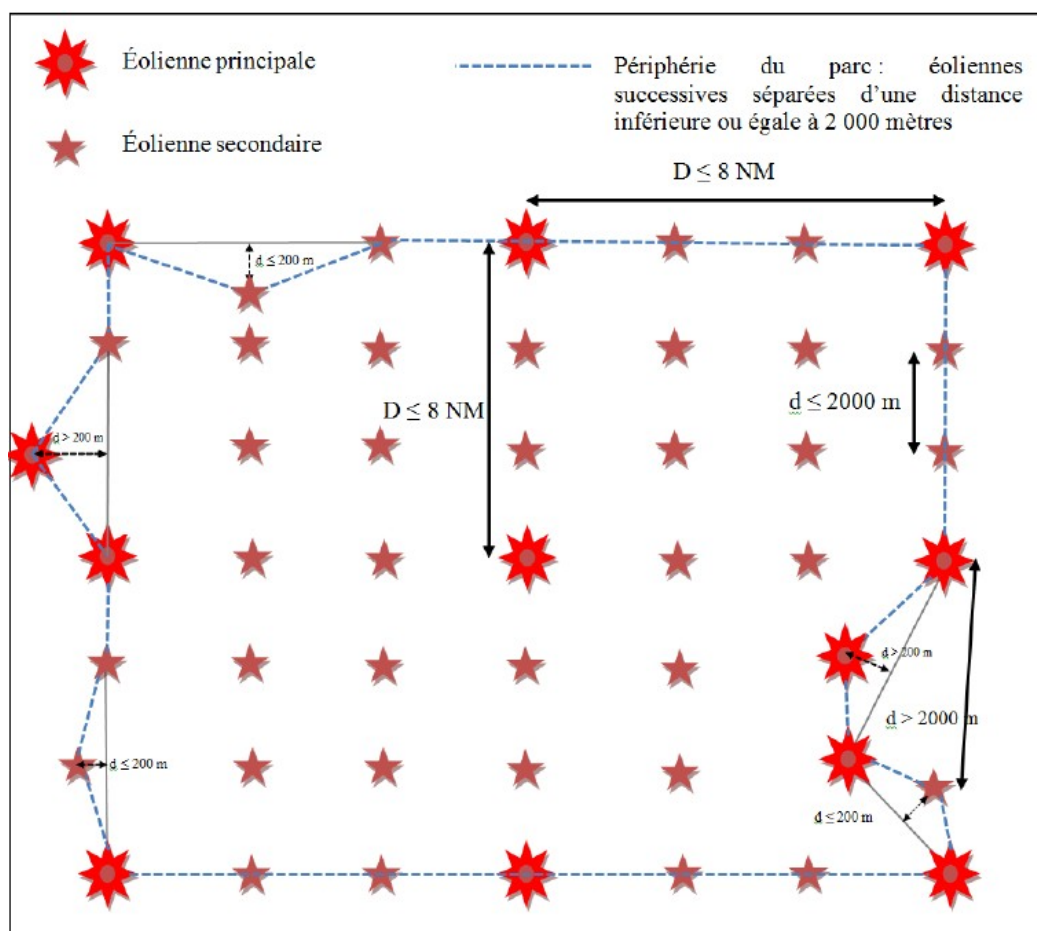 Éolienne principale
Périphérie du parc : éoliennes
successives séparées d'une distance
inférieure ou égale à 2 000 mètres
Éolienne secondaire
D ≤ 8 NM
d ≤ 200 m
D ≤ 8 NM
d ≤ 2000 m
d > 200 m
d > 200 m
d > 2000 m
d ≤ 200 m
d ≤ 200 m